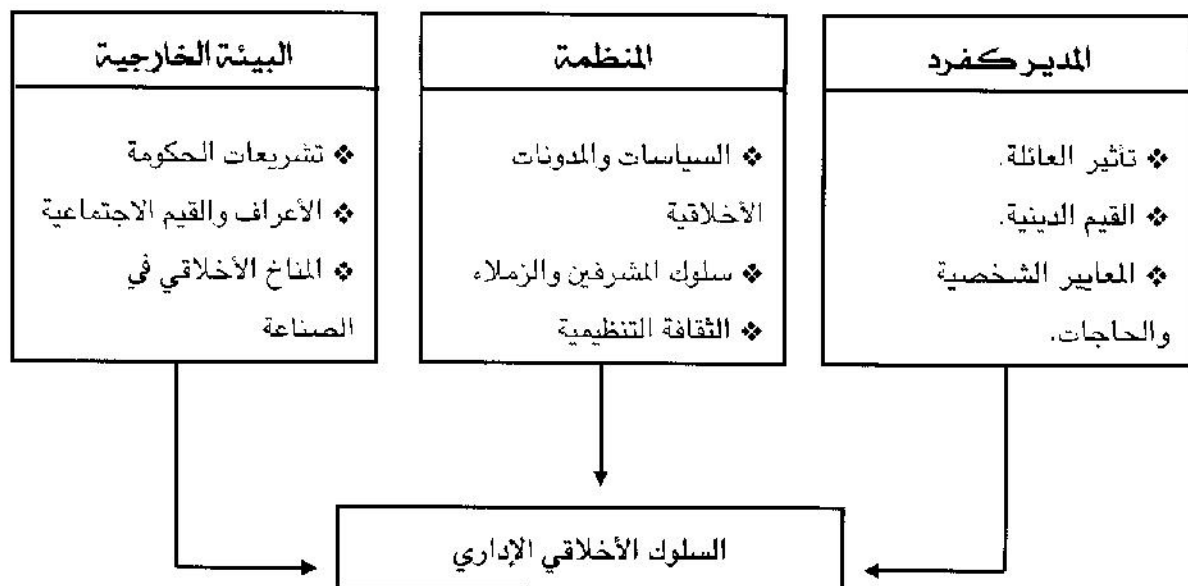 المدير كفرد
❖ تأثير العائلة.
❖ القيم الدينية.
❖ المعايير الشخصية
والحاجات.
المنظمة
❖ السياسات والمدونات
الأخلاقية
❖ سلوك المشرفين والزملاء
❖ الثقافة التنظيمية
البيئة الخارجية
❖ تشريعات الحكومة
❖ الأعراف والقيم الاجتماعية
❖ المناخ الأخلاقي في
الصناعة
السلوك الأخلاقي الإداري